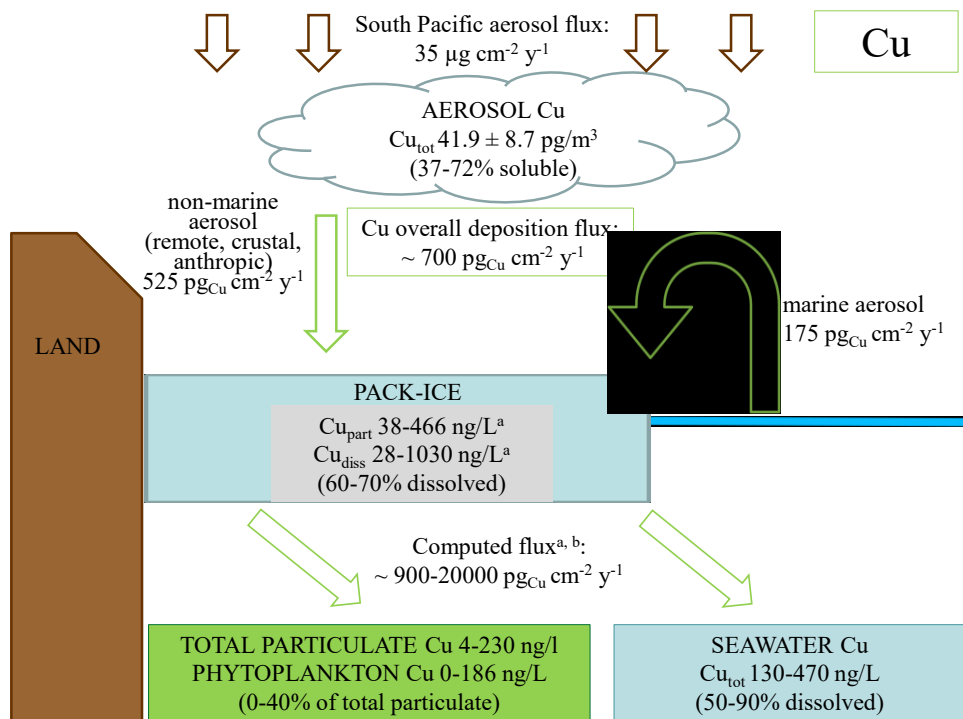 South Pacific aerosol flux:
35 µg cm-2 y-1
Cu
AEROSOL Cu
Cutot 41.9 ± 8.7 pg/m3
(37-72% soluble)
non-marine
aerosol
(remote, crustal,
anthropic)
525 pgCu cm-2 y-1
Cu overall deposition flux:
~ 700 pgCu cm-2 y-1
marine aerosol
175 pgCu cm-2 y-1
LAND
PACK-ICE
Cupart 38-466 ng/La
Cudiss 28-1030 ng/La
(60-70% dissolved)
Computed fluxa, b:
~ 900-20000 pgCu cm-2 y-1
TOTAL PARTICULATE Cu 4-230 ng/l
PHYTOPLANKTON Cu 0-186 ng/L
(0-40% of total particulate)
SEAWATER Cu
Cutot 130-470 ng/L
(50-90% dissolved)